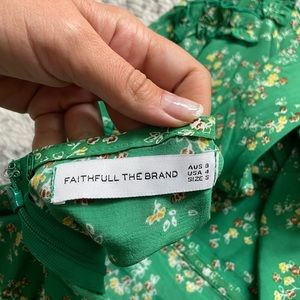 FAITHFULL THE BRAND
AUS 8
USA 4
SIZE S